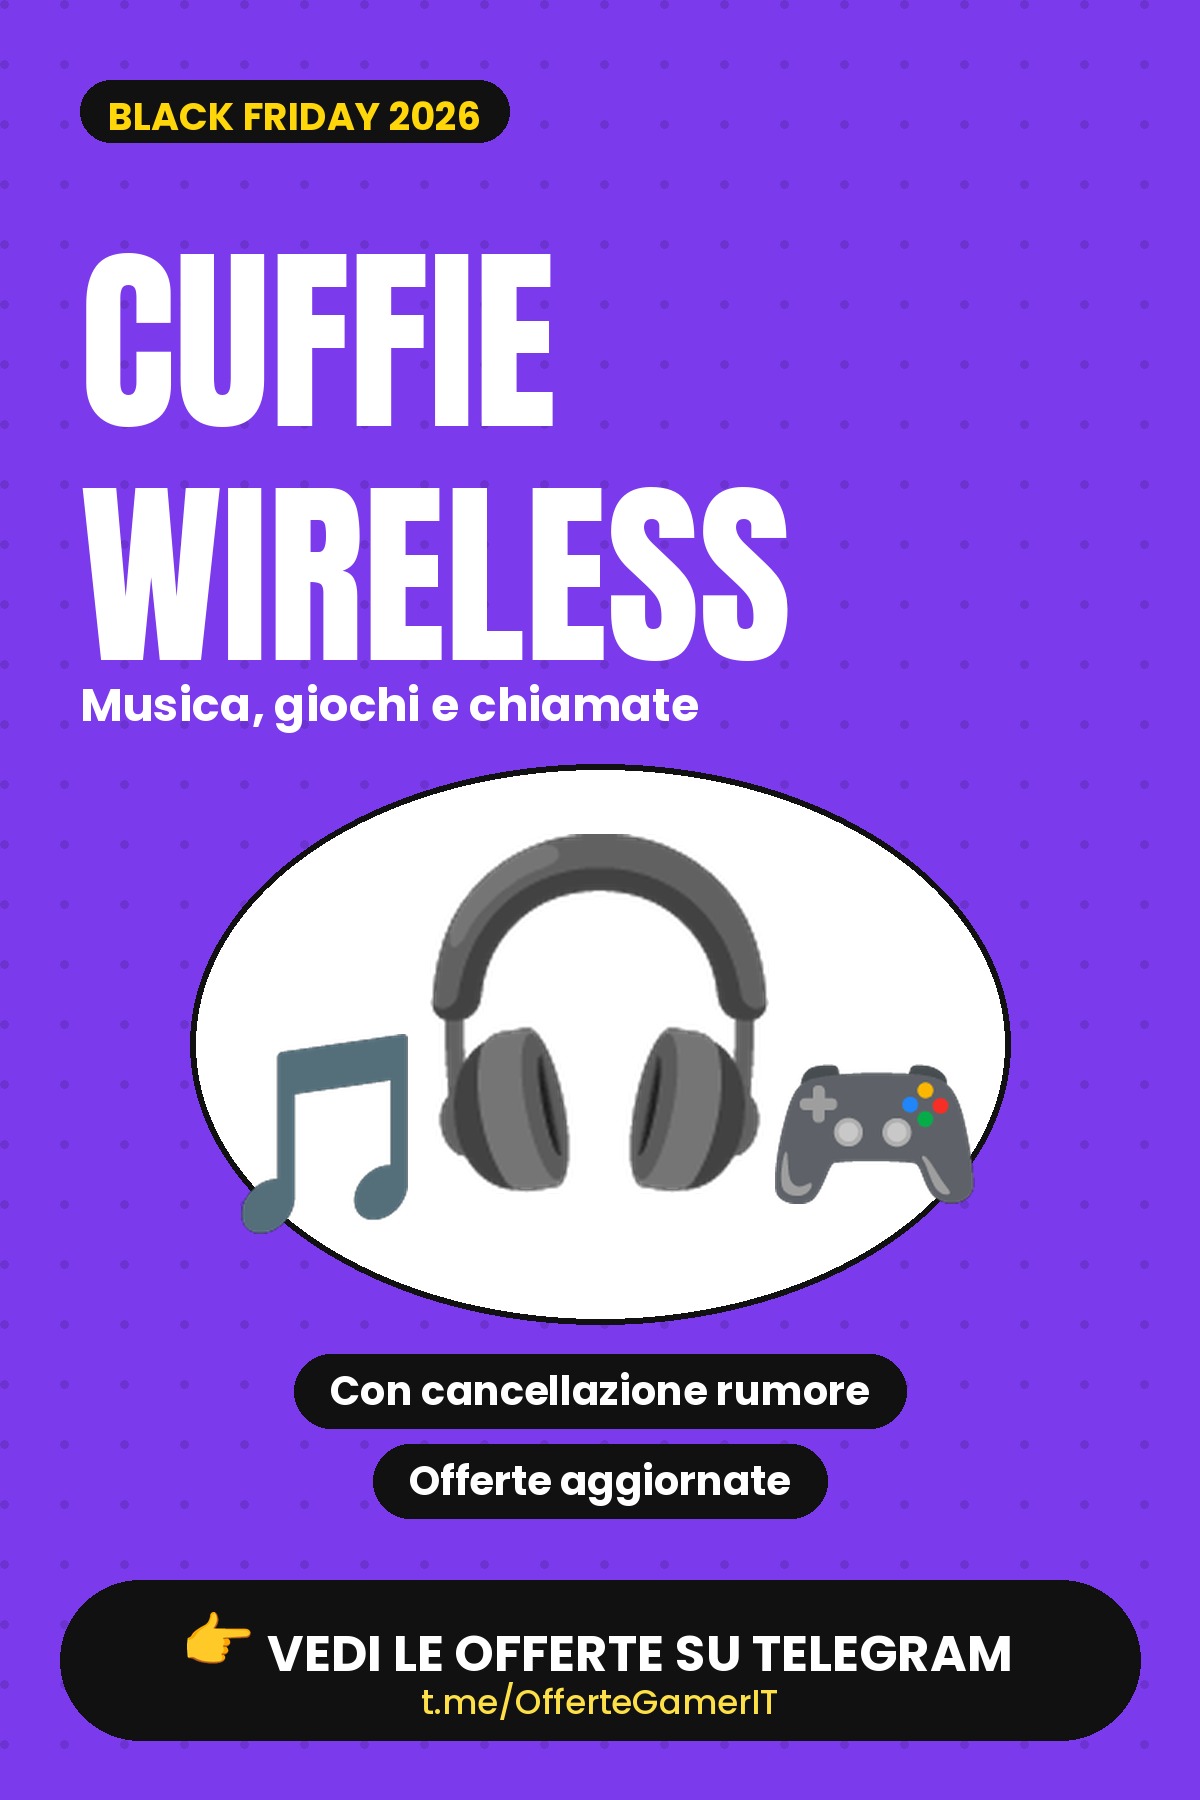 BLACK FRIDAY 2026
CUFFIE
WIRELESS
Musica, giochi e chiamate
Con cancellazione rumore
Offerte aggiornate
👉 VEDI LE OFFERTE SU TELEGRAM
t.me/OfferteGamerIT